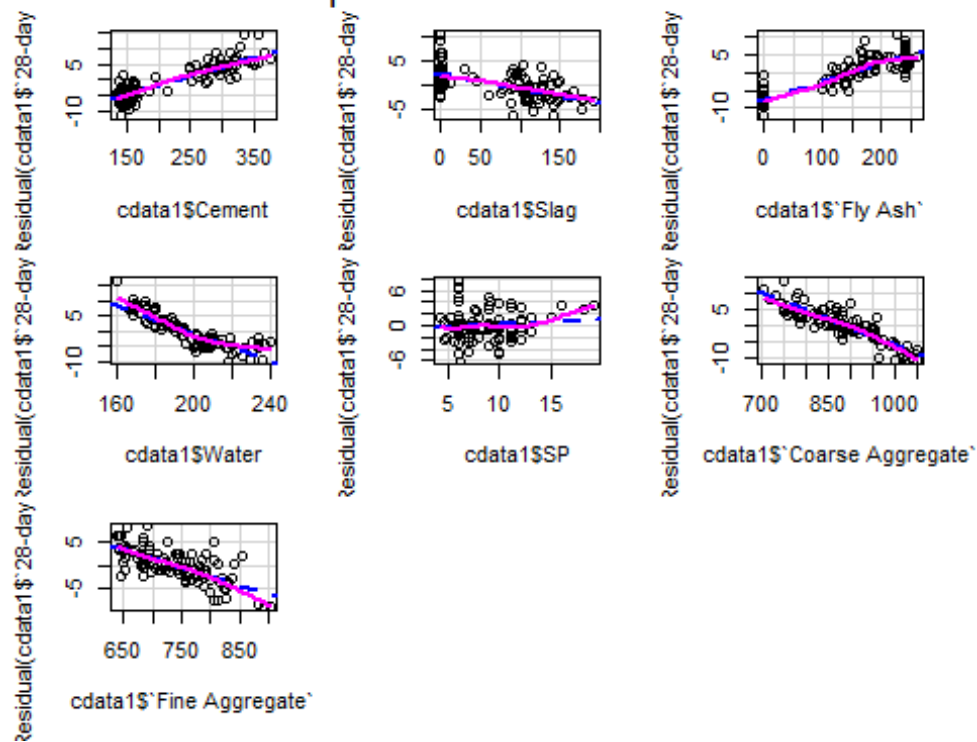 Residual(cdata1$`28-day
5
-10
150 250 350
cdata1$Cement
Residual(cdata1$`28-day
5
-5
0 50 150
cdata1$Slag
Residual(cdata1$`28-day
5
-10
0 100 200
cdata1$`Fly Ash`
Residual(cdata1$`28-day
5
-10
160 200 240
cdata1$Water
Residual(cdata1$`28-day
6
0
-6
5 10 15
cdata1$SP
Residual(cdata1$`28-day
5
-10
700 850 1000
cdata1$`Coarse Aggregate`
Residual(cdata1$`28-day
5
-5
650 750 850
cdata1$`Fine Aggregate`